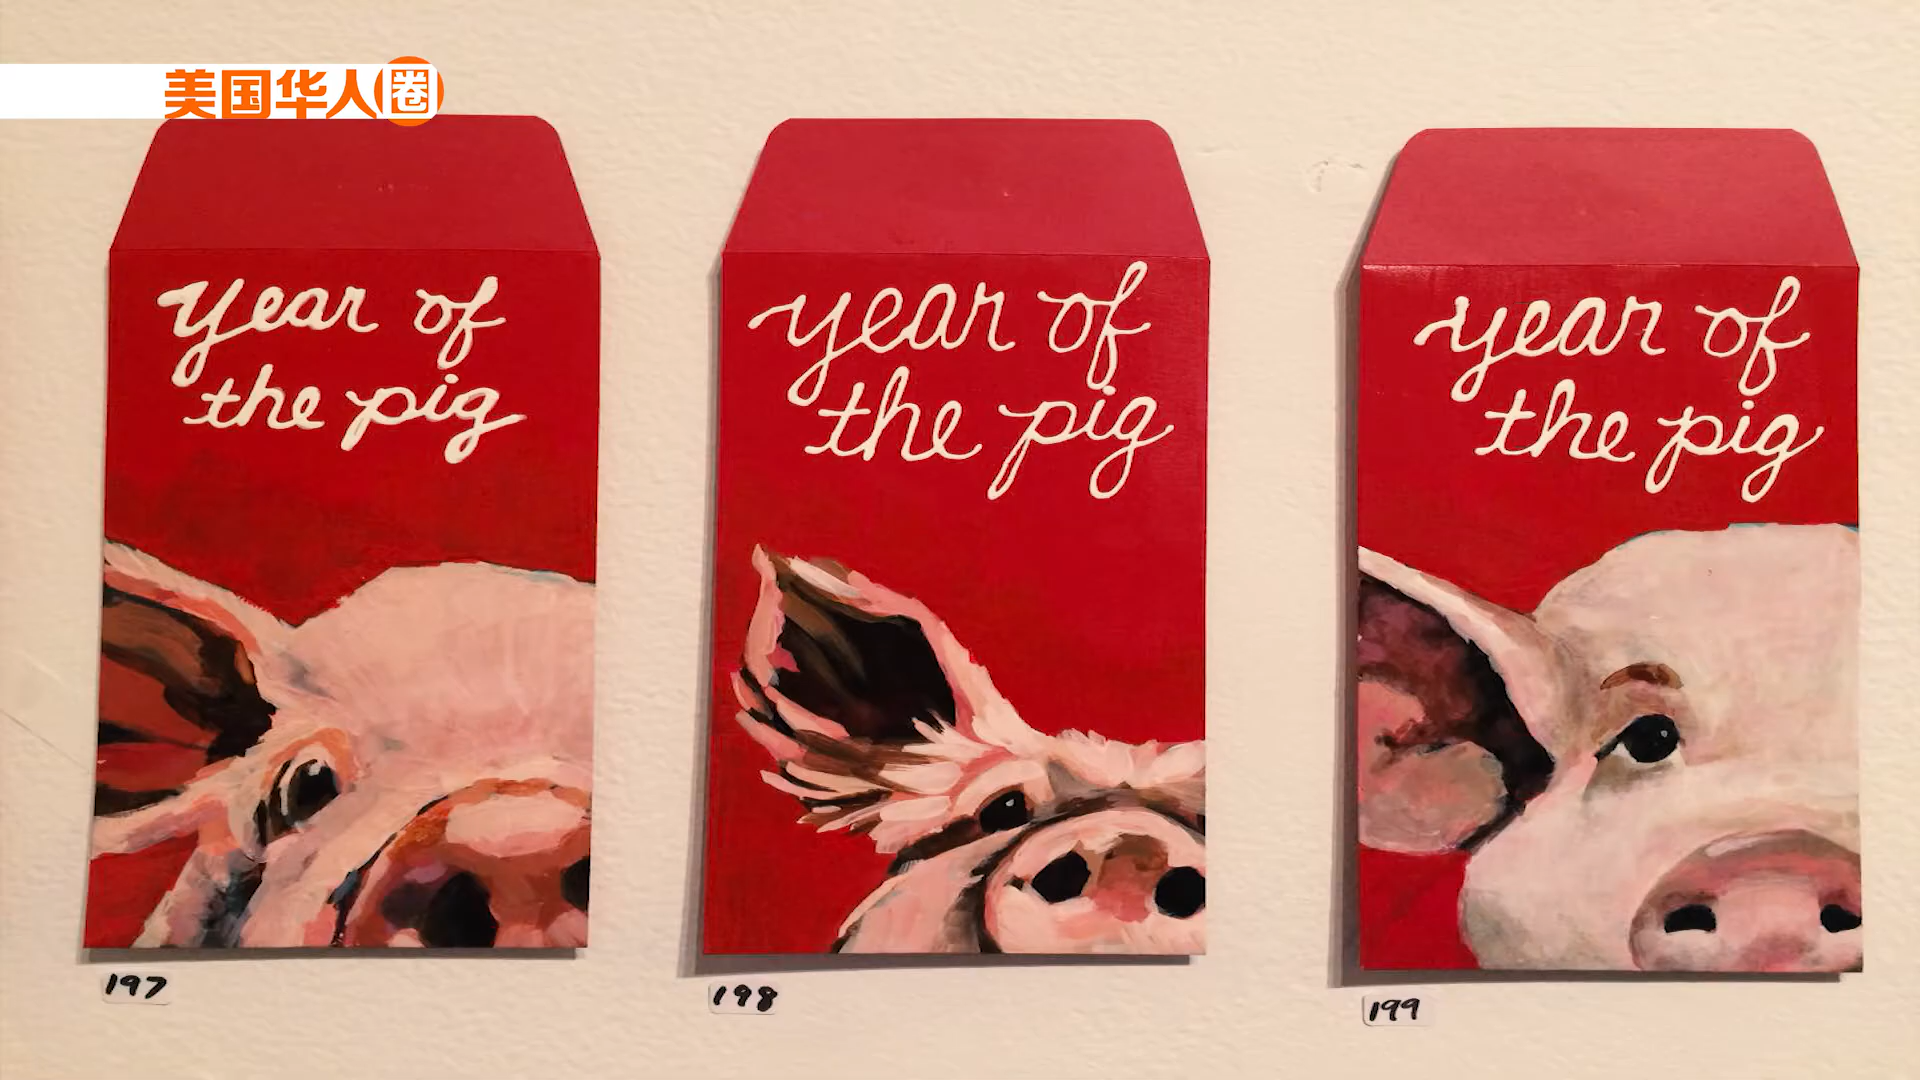 美国华人圈
year of
the pig
year of
the pig
year of
the pig
197
198
199